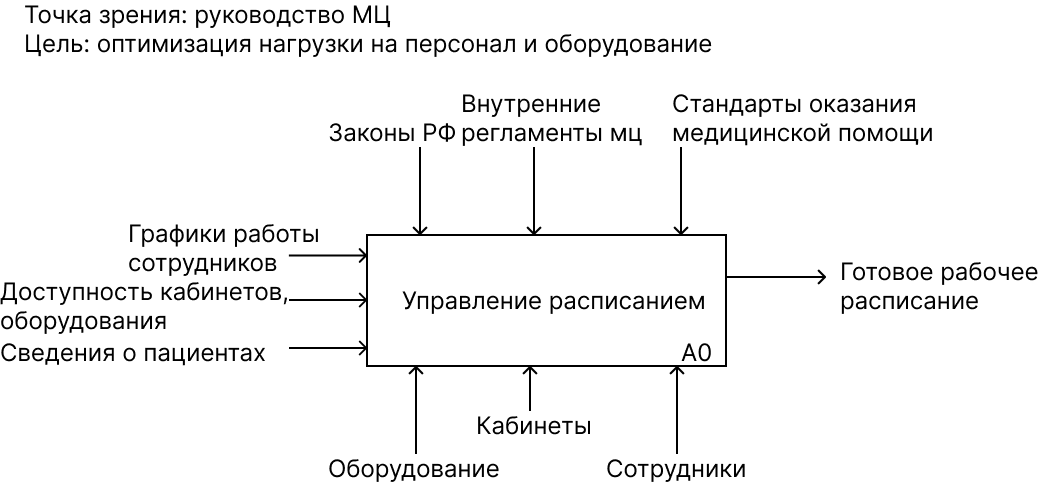 Точка зрения: руководство МЦ
Цель: оптимизация нагрузки на персонал и оборудование
Законы РФ
Внутренние
регламенты мц
Стандарты оказания
медицинской помощи
Графики работы
сотрудников
Доступность кабинетов,
оборудования
Сведения о пациентах
Управление расписанием
А0
Готовое рабочее
расписание
Кабинеты
Оборудование
Сотрудники